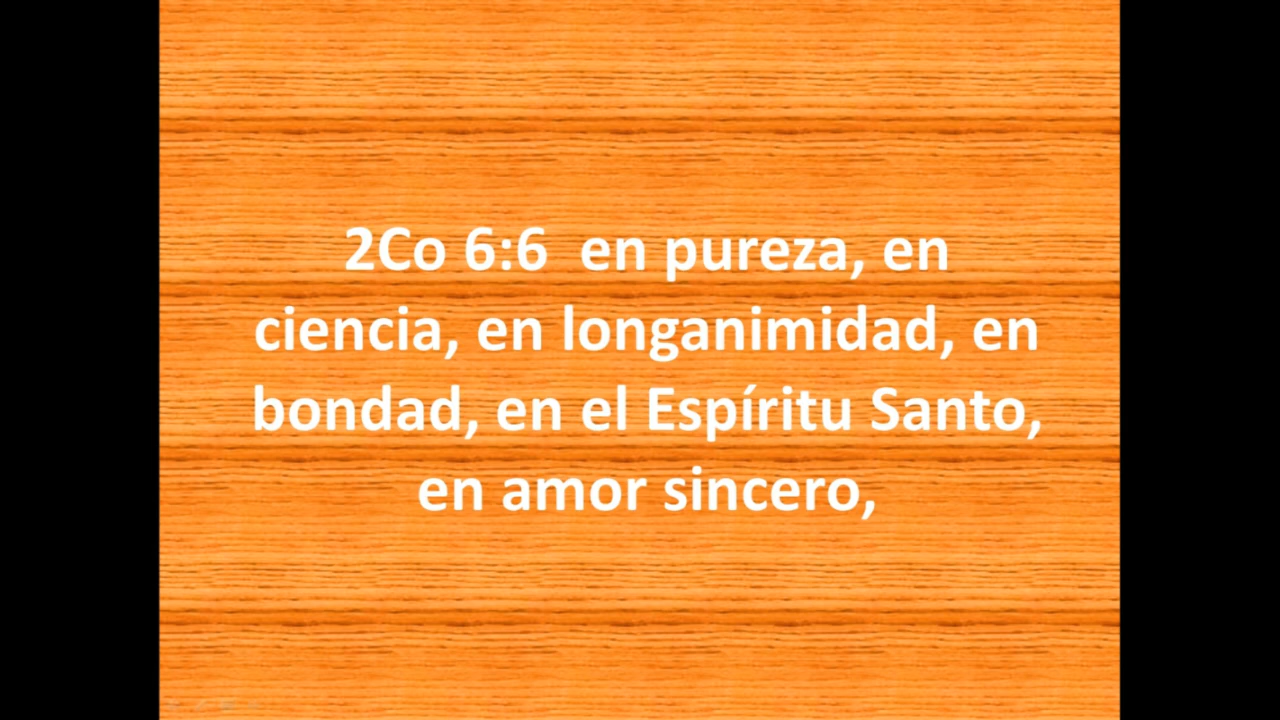 2Co 6:6  en pureza, en
ciencia, en longanimidad, en
bondad, en el Espíritu Santo,
en amor sincero,